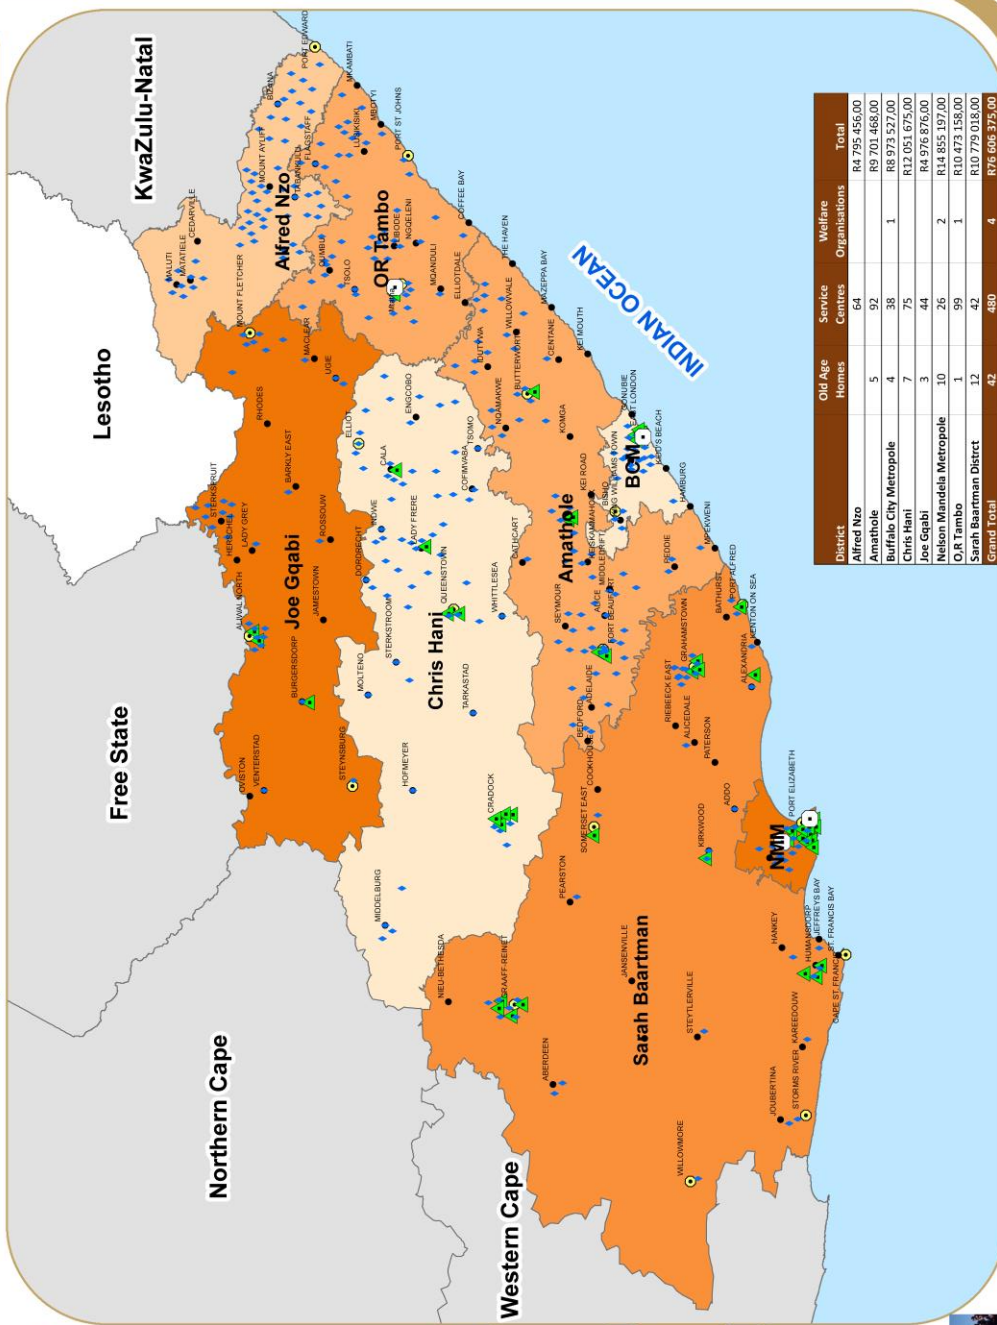 Lesotho
Free State
KwaZulu-Natal
Northern Cape
Western Cape
INDIAN OCEAN
Alfred Nzo
OR Tambo
Joe Gqabi
Chris Hani
Amathole
BCM
Sarah Baartman
NMM
MALUTI
MATATIELE
CEDARVILLE
MOUNT FLETCHER
MOUNT AYLIFF
BIZANA
PORT EDWARD
FLAGSTAFF
TABANKULU
MKAMBATI
LUSIKISIKI
MBOTYI
PORT ST JOHNS
QUMBU
TSOLO
LIBODE
NGQELENI
MQANDULI
COFFEE BAY
ELLIOTDALE
THE HAVEN
STERKSPRUIT
HERSCHEL
LADY GREY
RHODES
BARKLY EAST
MACLEAR
UGIE
ROSSOUW
JAMESTOWN
ALIWAL NORTH
BURGERSDORP
OVISTON
VENTERSTAD
STEYNSBURG
ELLIOT
CALA
ENGCOBO
INDWE
DORDRECHT
LADY FRERE
COFIMVABA
TSOMO
STERKSTROOM
MOLTENO
QUEENSTOWN
WHITTLESEA
TARKASTAD
HOFMEYER
CRADOCK
MIDDELBURG
IDUTYWA
WILLOWVALE
MAZEPPA BAY
NQAMAKWE
BUTTERWORTH
CENTANE
KEI MOUTH
KOMGA
KEI ROAD
CATHCART
SEYMOUR
KEISKAMMAHOEK
MIDDLEDRIFT
ALICE
FORT BEAUFORT
ADELAIDE
BEDFORD
PEDDIE
HAMBURG
MPEKWENI
BISHO
KING WILLIAMS TOWN
GONUBIE
EAST LONDON
KIDD'S BEACH
COOKHOUSE
SOMERSET EAST
PEARSTON
NIEU-BETHESDA
GRAAFF-REINET
ABERDEEN
JANSENVILLE
STEYTLERVILLE
WILLOWMORE
RIEBEECK EAST
GRAHAMSTOWN
ALICEDALE
PATERSON
BATHURST
PORT ALFRED
KENTON ON SEA
ALEXANDRIA
ADDO
KIRKWOOD
PORT ELIZABETH
HANKEY
HUMANSDORP
JEFFREYS BAY
ST. FRANCIS BAY
CAPE ST. FRANCIS
KAREEDOUW
STORMS RIVER
JOUBERTINA
District Old Age Homes Service Centres Welfare Organisations Total
Alfred Nzo 64 R4 795 456,00
Amathole 5 92 R9 701 468,00
Buffalo City Metropole 4 38 1 R8 973 527,00
Chris Hani 7 75 R12 051 675,00
Joe Gqabi 3 44 R4 976 876,00
Nelson Mandela Metropole 10 26 2 R14 855 197,00
O,R Tambo 1 99 1 R10 473 158,00
Sarah Baartman Distrct 12 42 R10 779 018,00
Grand Total 42 480 4 R76 606 375,00